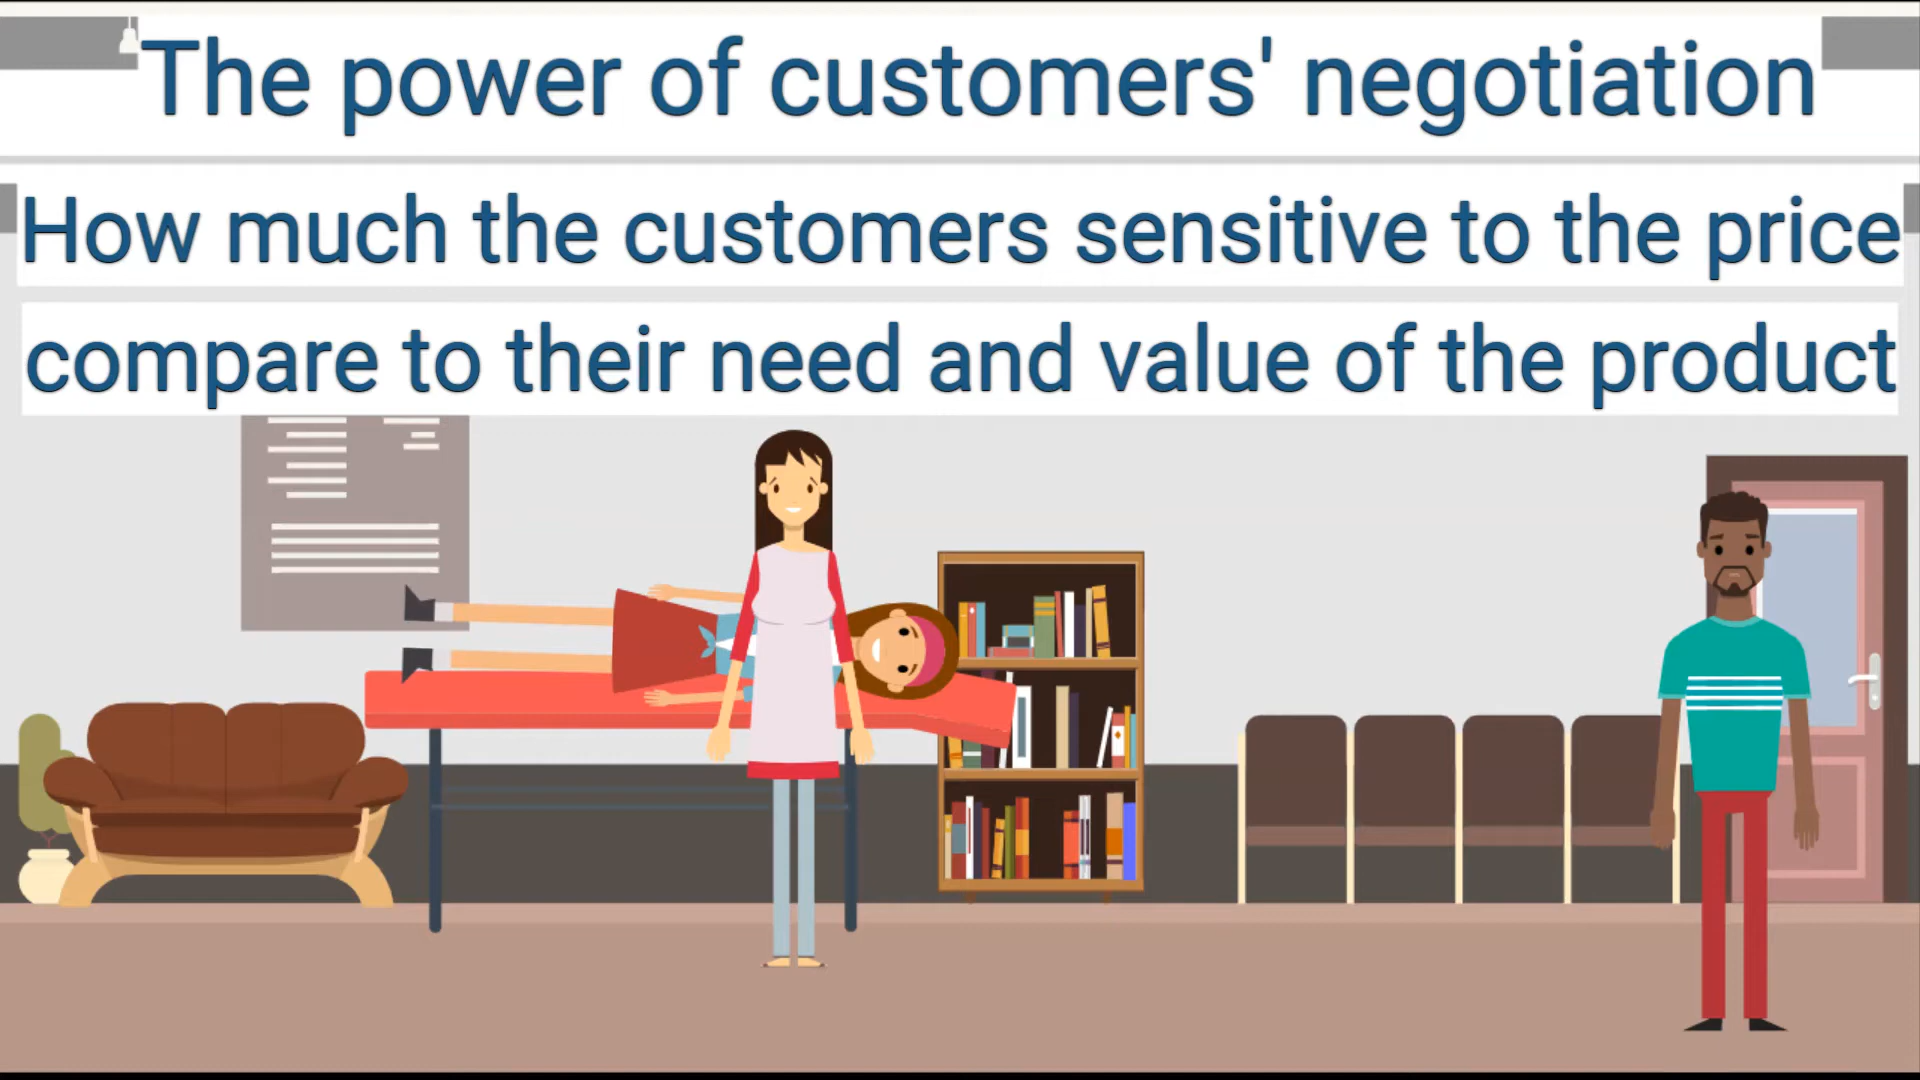 The power of customers' negotiation
How much the customers sensitive to the price
compare to their need and value of the product